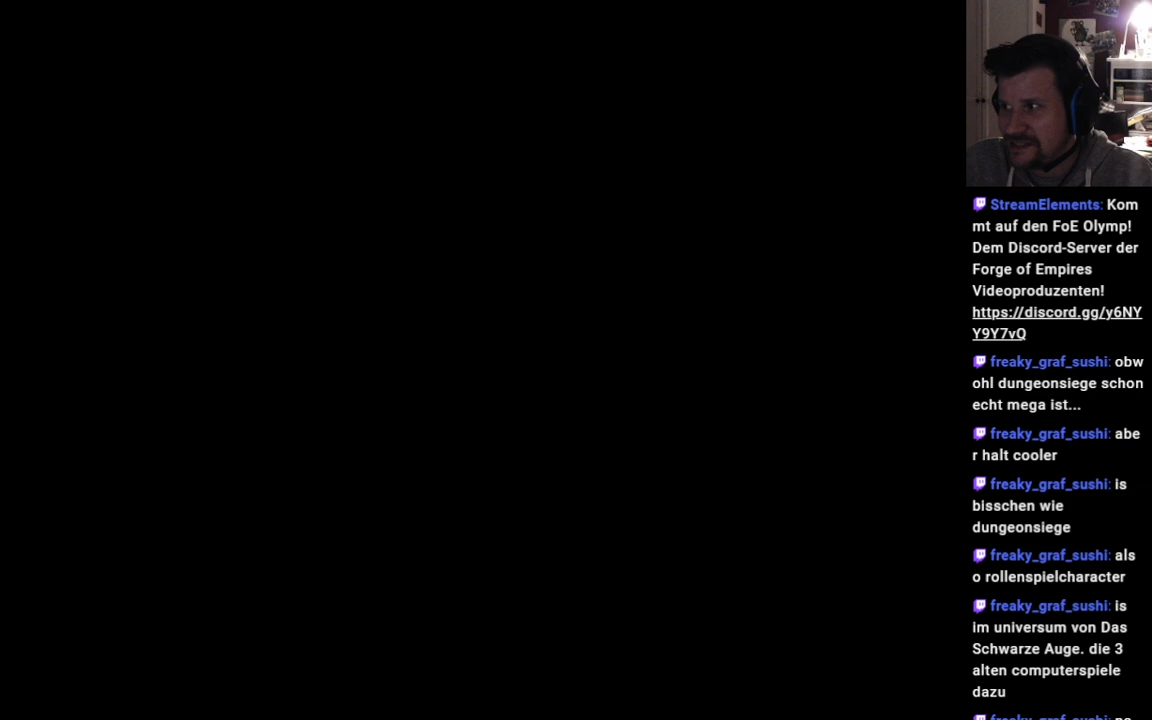 StreamElements: Kom
mt auf den FoE Olymp!
Dem Discord-Server der
Forge of Empires
Videoproduzenten!
https://discord.gg/y6NY
Y9Y7vQ
freaky_graf_sushi: obw
ohl dungeonsiege schon
echt mega ist...
freaky_graf_sushi: abe
r halt cooler
freaky_graf_sushi: is
bisschen wie
dungeonsiege
freaky_graf_sushi: als
o rollenspielcharacter
freaky_graf_sushi: is
im universum von Das
Schwarze Auge. die 3
alten computerspiele
dazu